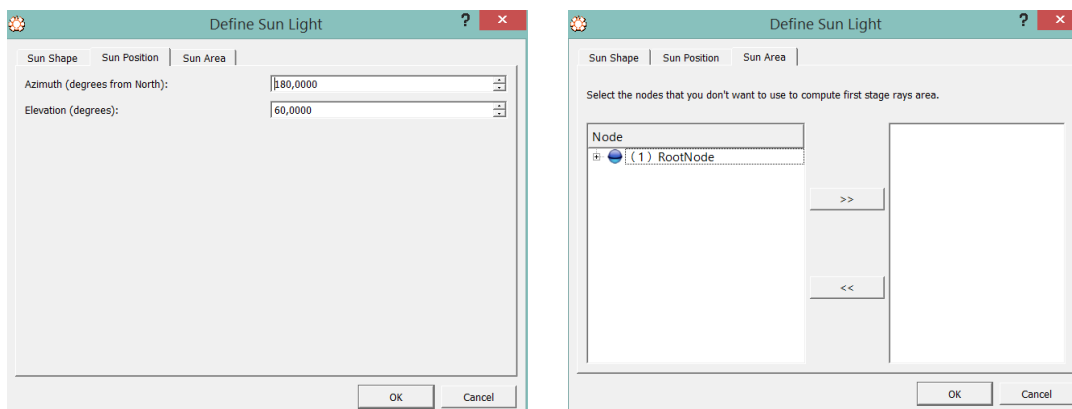 Define Sun Light
?
×
Sun Shape
Sun Position
Sun Area
Azimuth (degrees from North):
180,0000
Elevation (degrees):
60,0000
OK
Cancel
Define Sun Light
?
×
Sun Shape
Sun Position
Sun Area
Select the nodes that you don't want to use to compute first stage rays area.
Node
(1) RootNode
>>
<<
OK
Cancel